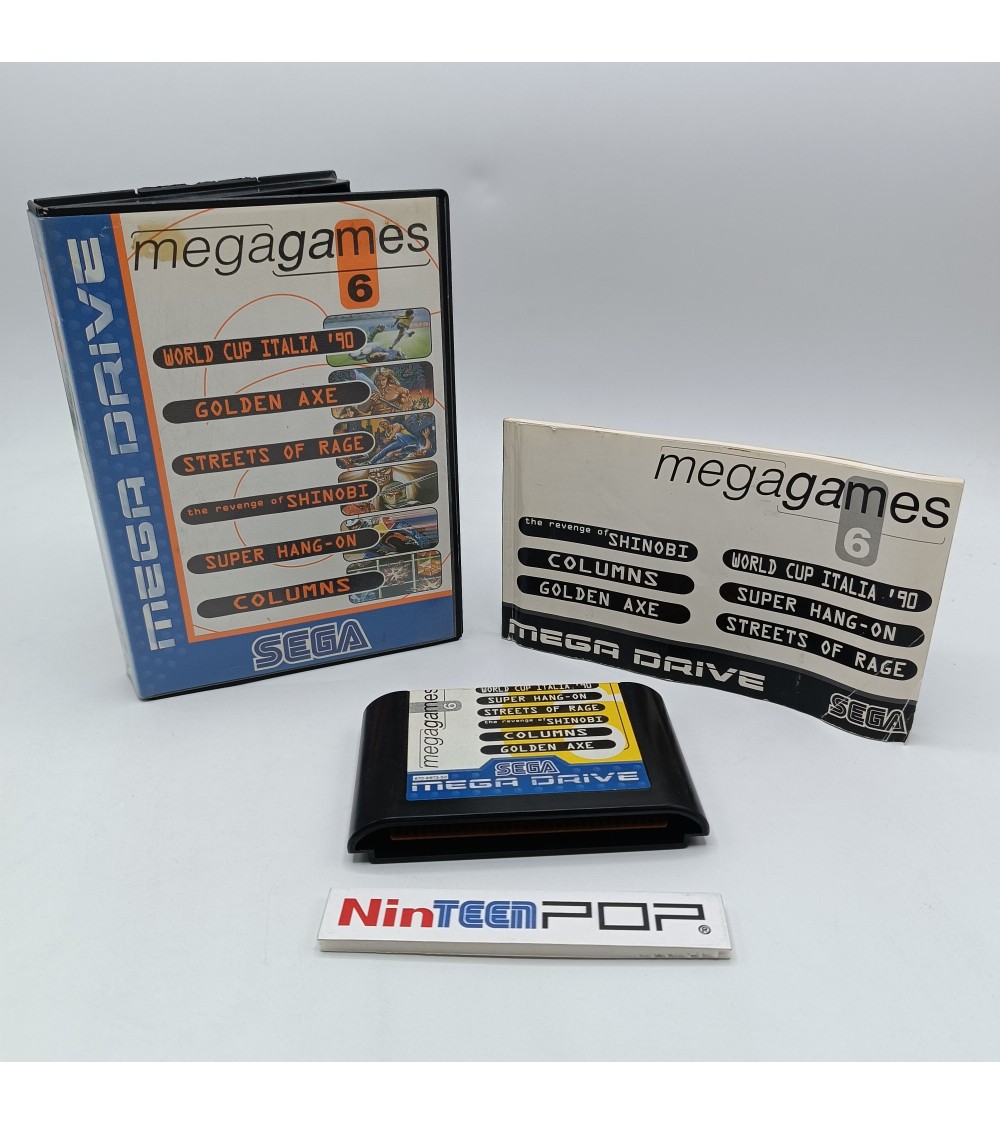 MEGA DRIVE
megagames
6
WORLD CUP ITALIA '90
GOLDEN AXE
STREETS OF RAGE
the revenge of SHINOBI
SUPER HANG-ON
COLUMNS
SEGA
megagames
6
the revenge of SHINOBI
COLUMNS
GOLDEN AXE
WORLD CUP ITALIA '90
SUPER HANG-ON
STREETS OF RAGE
MEGA DRIVE
SEGA
megagames
6
WORLD CUP ITALIA '90
SUPER HANG-ON
STREETS OF RAGE
the revenge of SHINOBI
COLUMNS
GOLDEN AXE
SEGA
MEGA DRIVE
NinTEENPOP®